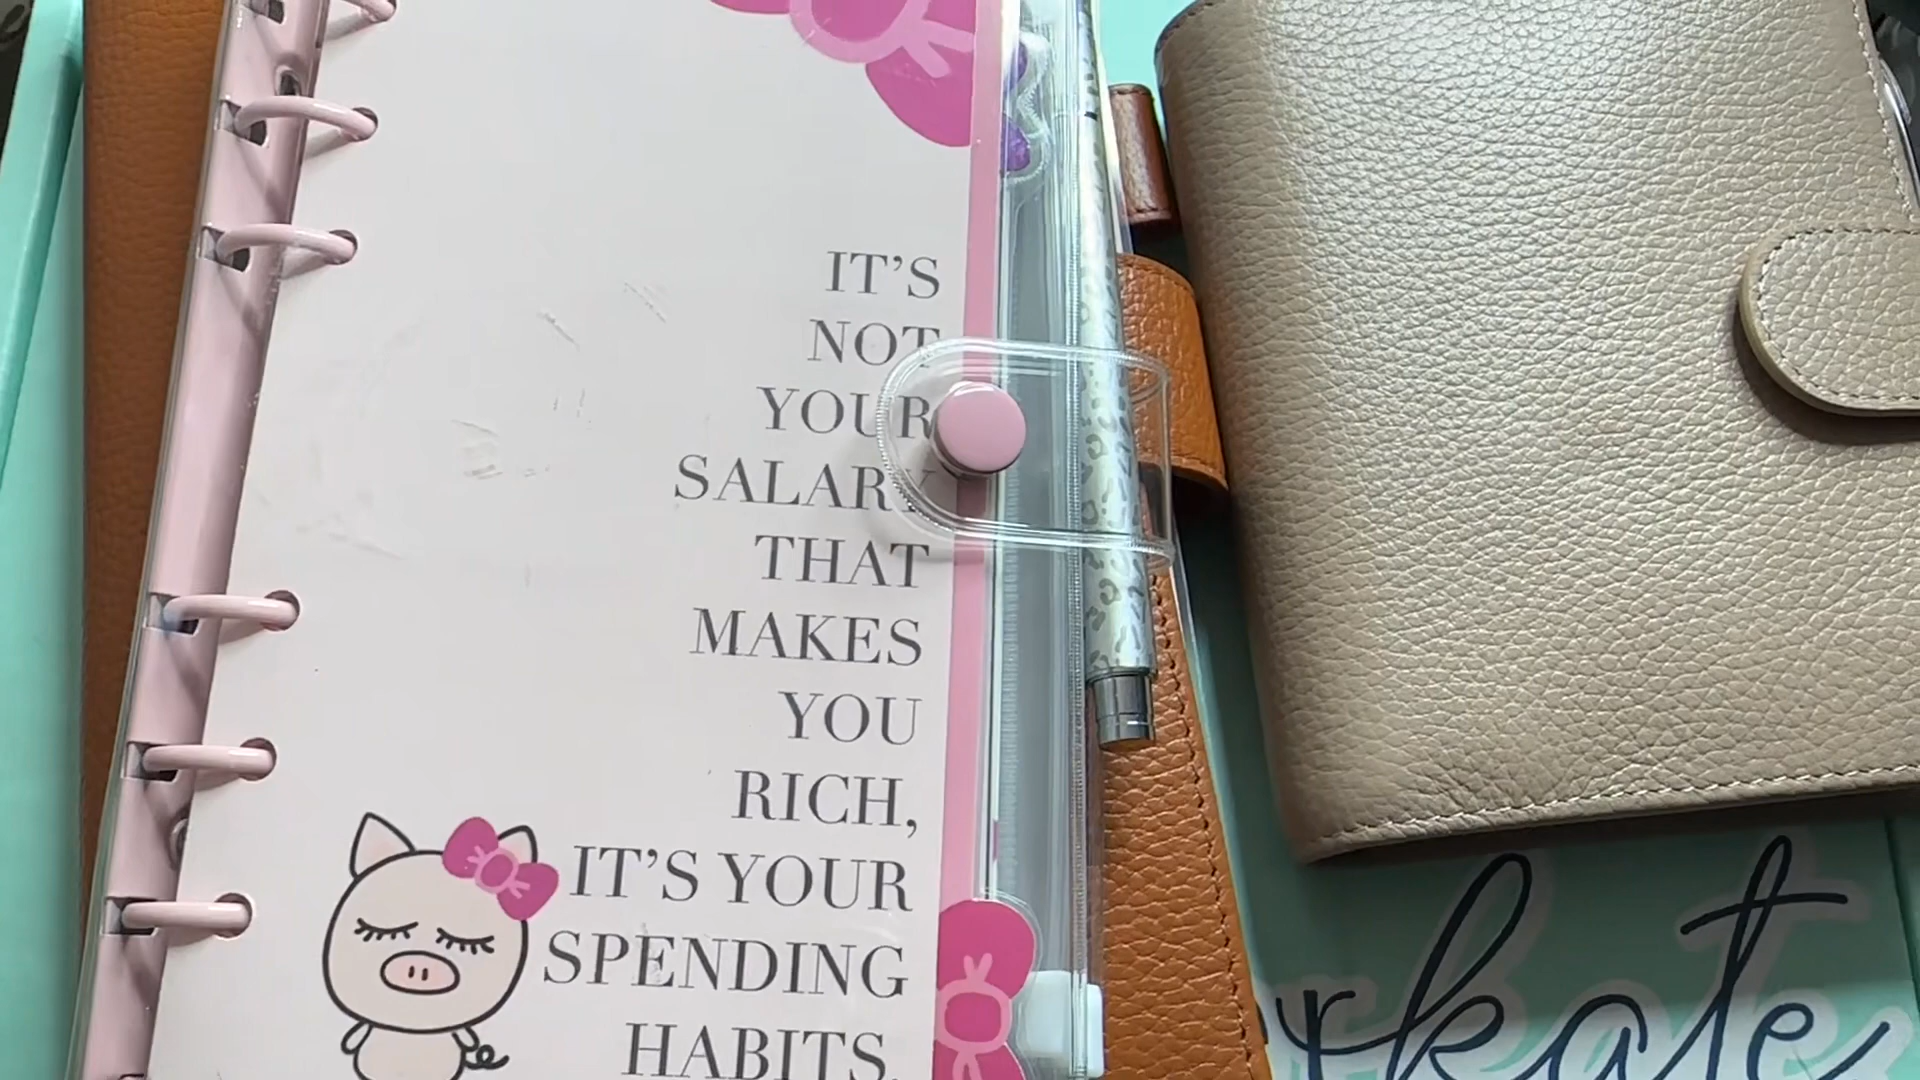 IT'S
NOT
YOUR
SALARY
THAT
MAKES
YOU
RICH,
IT'S YOUR
SPENDING
HABITS.